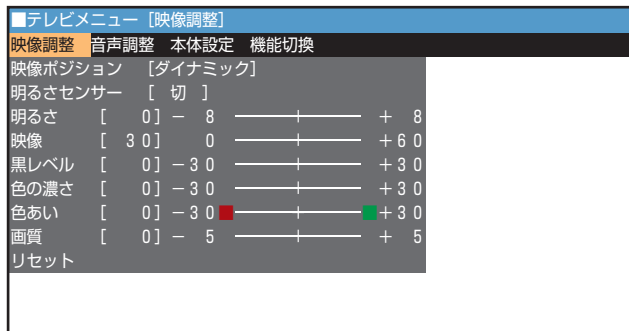 ■テレビメニュー［映像調整］
映像調整 音声調整 本体設定 機能切換
映像ポジション ［ダイナミック］
明るさセンサー ［ 切 ］
明るさ ［ 0］－ 8 ＋ 8
映像 ［ 30］ 0 ＋60
黒レベル ［ 0］－30 ＋30
色の濃さ ［ 0］－30 ＋30
色あい ［ 0］－30 ＋30
画質 ［ 0］－ 5 ＋ 5
リセット